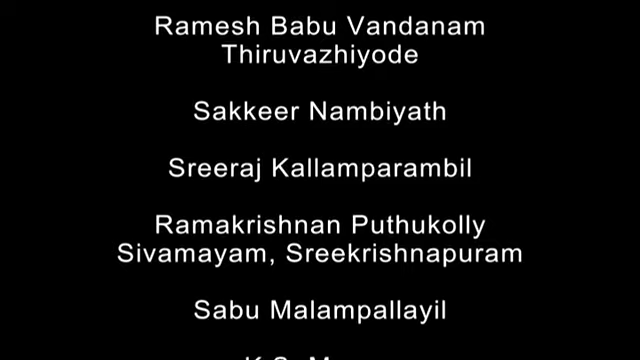 Ramesh Babu Vandanam
Thiruvazhiyode
Sakkeer Nambiyath
Sreeraj Kallamparambil
Ramakrishnan Puthukolly
Sivamayam, Sreekrishnapuram
Sabu Malampallayil